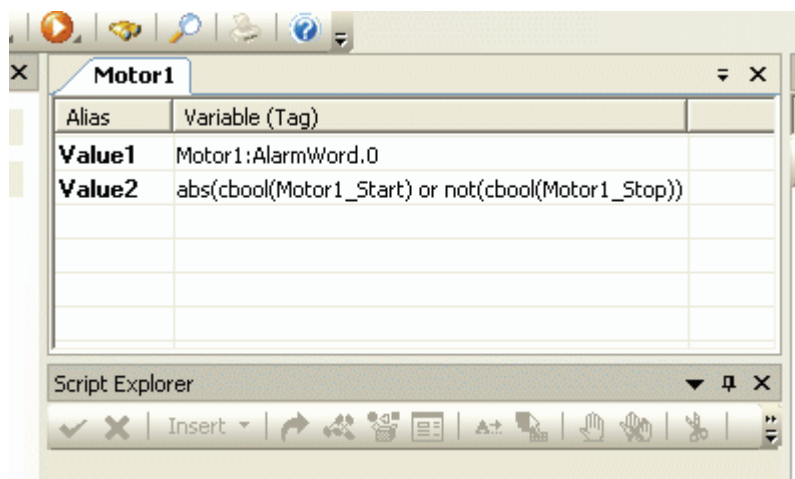 Motor1
Alias Variable (Tag)
Value1 Motor1:AlarmWord.0
Value2 abs(cbool(Motor1_Start) or not(cbool(Motor1_Stop))
Script Explorer
Insert